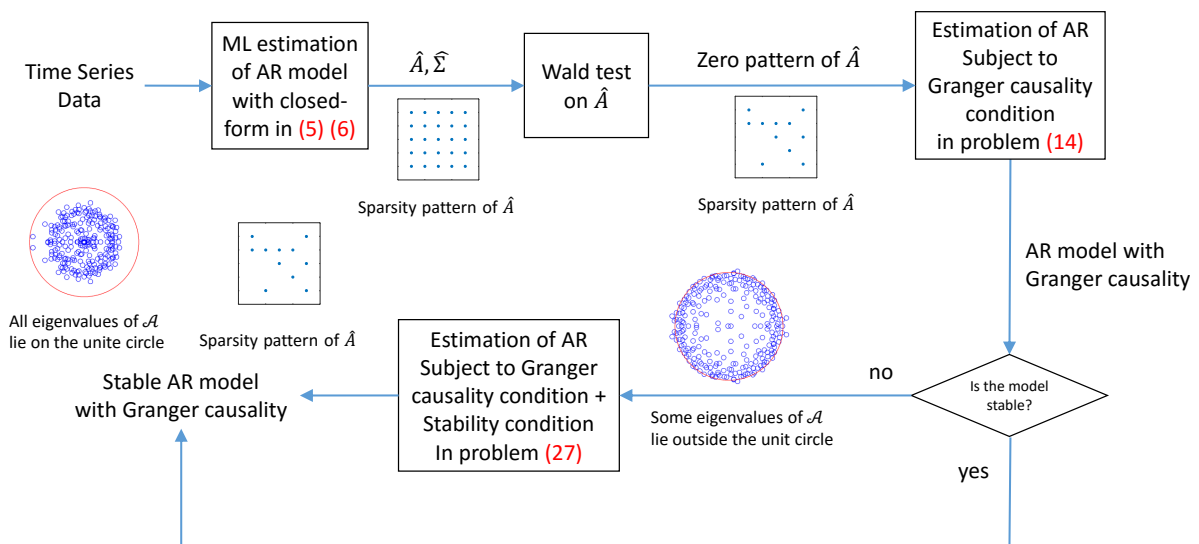 Time Series
Data
ML estimation
of AR model
with closed-
form in (5) (6)
Â, Σ̂
Sparsity pattern of Â
Wald test
on Â
Zero pattern of Â
Sparsity pattern of Â
Estimation of AR
Subject to
Granger causality
condition
in problem (14)
AR model with
Granger causality
Is the model
stable?
no
yes
Some eigenvalues of 𝒜
lie outside the unit circle
Estimation of AR
Subject to Granger
causality condition +
Stability condition
In problem (27)
Sparsity pattern of Â
All eigenvalues of 𝒜
lie on the unite circle
Stable AR model
with Granger causality